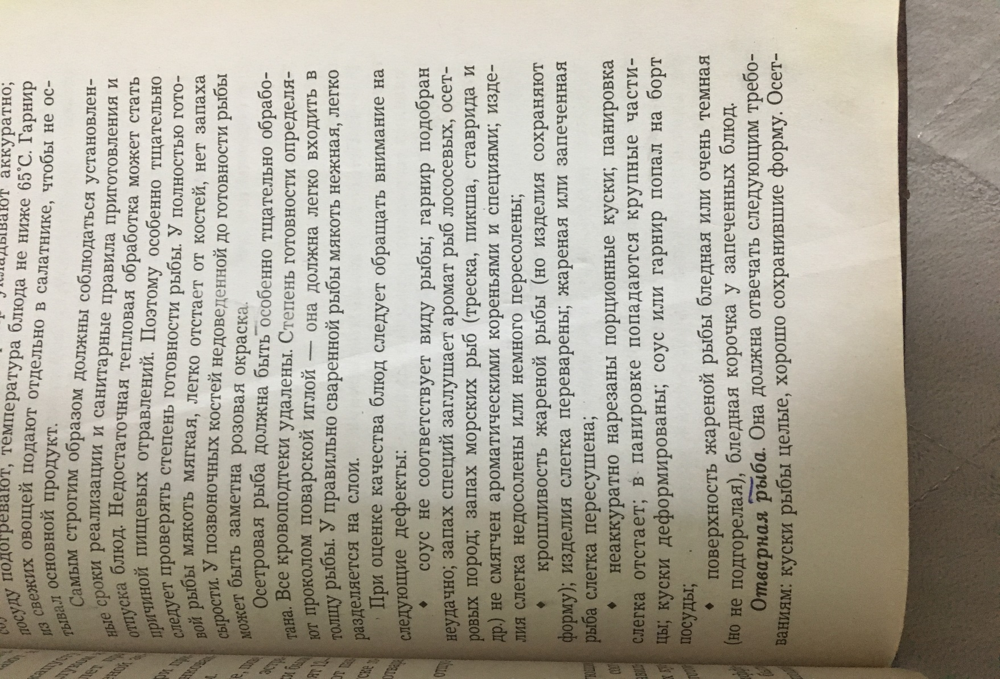 посуду подогревают, температура блюда не ниже 65°С. Гарнир
из свежих овощей подают отдельно в салатнике, чтобы не ос-
тывал основной продукт.
Самым строгим образом должны соблюдаться установлен-
ные сроки реализации и санитарные правила приготовления и
отпуска блюд. Недостаточная тепловая обработка может стать
причиной пищевых отравлений. Поэтому особенно тщательно
следует проверять степень готовности рыбы. У полностью гото-
вой рыбы мякоть мягкая, легко отстает от костей, нет запаха
сырости. У позвоночных костей недоведенной до готовности рыбы
может быть заметна розовая окраска.
Осетровая рыба должна быть особенно тщательно обрабо-
тана. Все кровоподтеки удалены. Степень готовности определя-
ют проколом поварской иглой — она должна легко входить в
толщу рыбы. У правильно сваренной рыбы мякоть нежная, легко
разделяется на слои.
При оценке качества блюд следует обращать внимание на
следующие дефекты:
♦ соус не соответствует виду рыбы; гарнир подобран
неудачно; запах специй заглушает аромат рыб лососевых, осет-
ровых пород; запах морских рыб (треска, пикша, ставрида и
др.) не смягчен ароматическими кореньями и специями; изде-
лия слегка недосолены или немного пересолены;
♦ крошливость жареной рыбы (но изделия сохраняют
форму); изделия слегка переварены; жареная или запеченная
рыба слегка пересушена;
♦ неаккуратно нарезаны порционные куски; панировка
слегка отстает; в панировке попадаются крупные части-
цы; куски деформированы; соус или гарнир попал на борт
посуды;
♦ поверхность жареной рыбы бледная или очень темная
(но не подгорелая), бледная корочка у запеченных блюд.
Отварная рыба. Она должна отвечать следующим требо-
ваниям: куски рыбы целые, хорошо сохранившие форму. Осет-